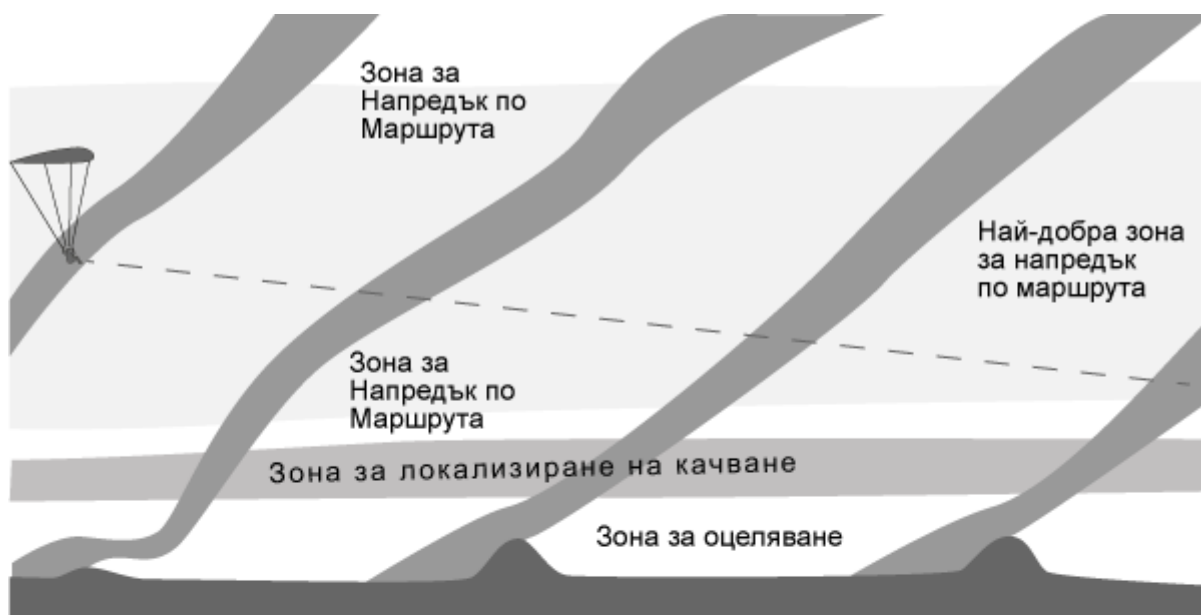 Зона за
Напредък по
Маршрута
Най-добра зона
за напредък
по маршрута
Зона за
Напредък по
Маршрута
Зона за локализиране на качване
Зона за оцеляване